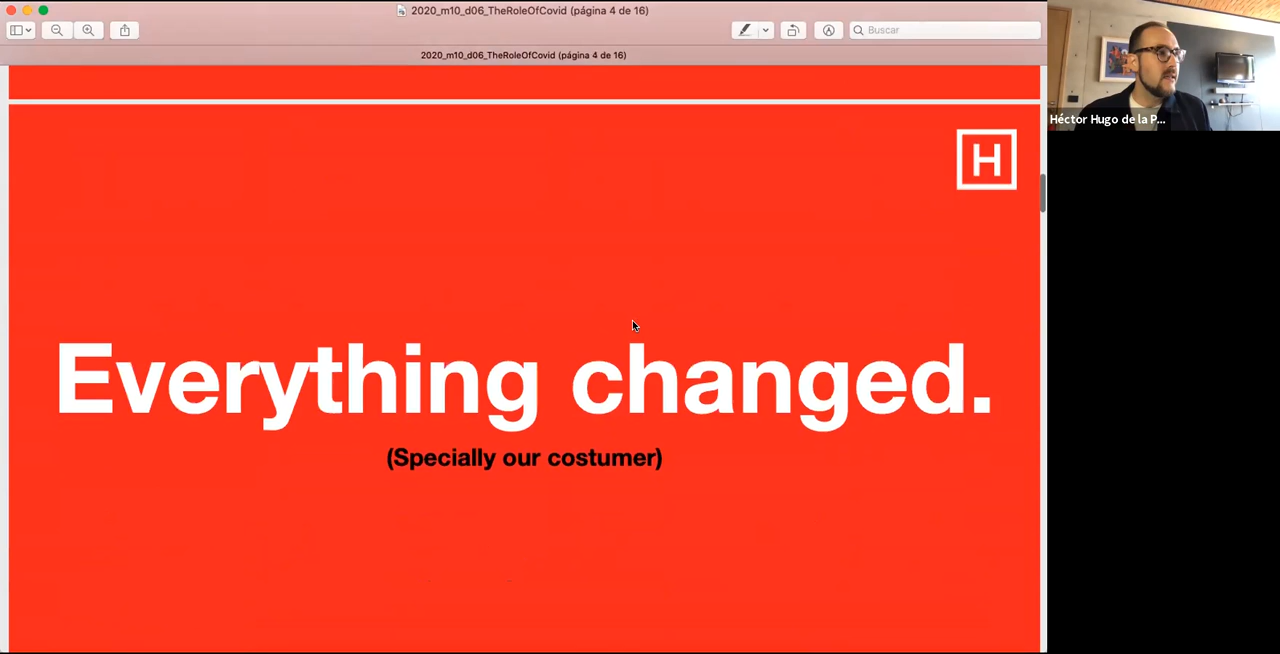 2020_m10_d06_TheRoleOfCovid (página 4 de 16)
Buscar
2020_m10_d06_TheRoleOfCovid (página 4 de 16)
H
Everything changed.
(Specially our costumer)
Héctor Hugo de la P...